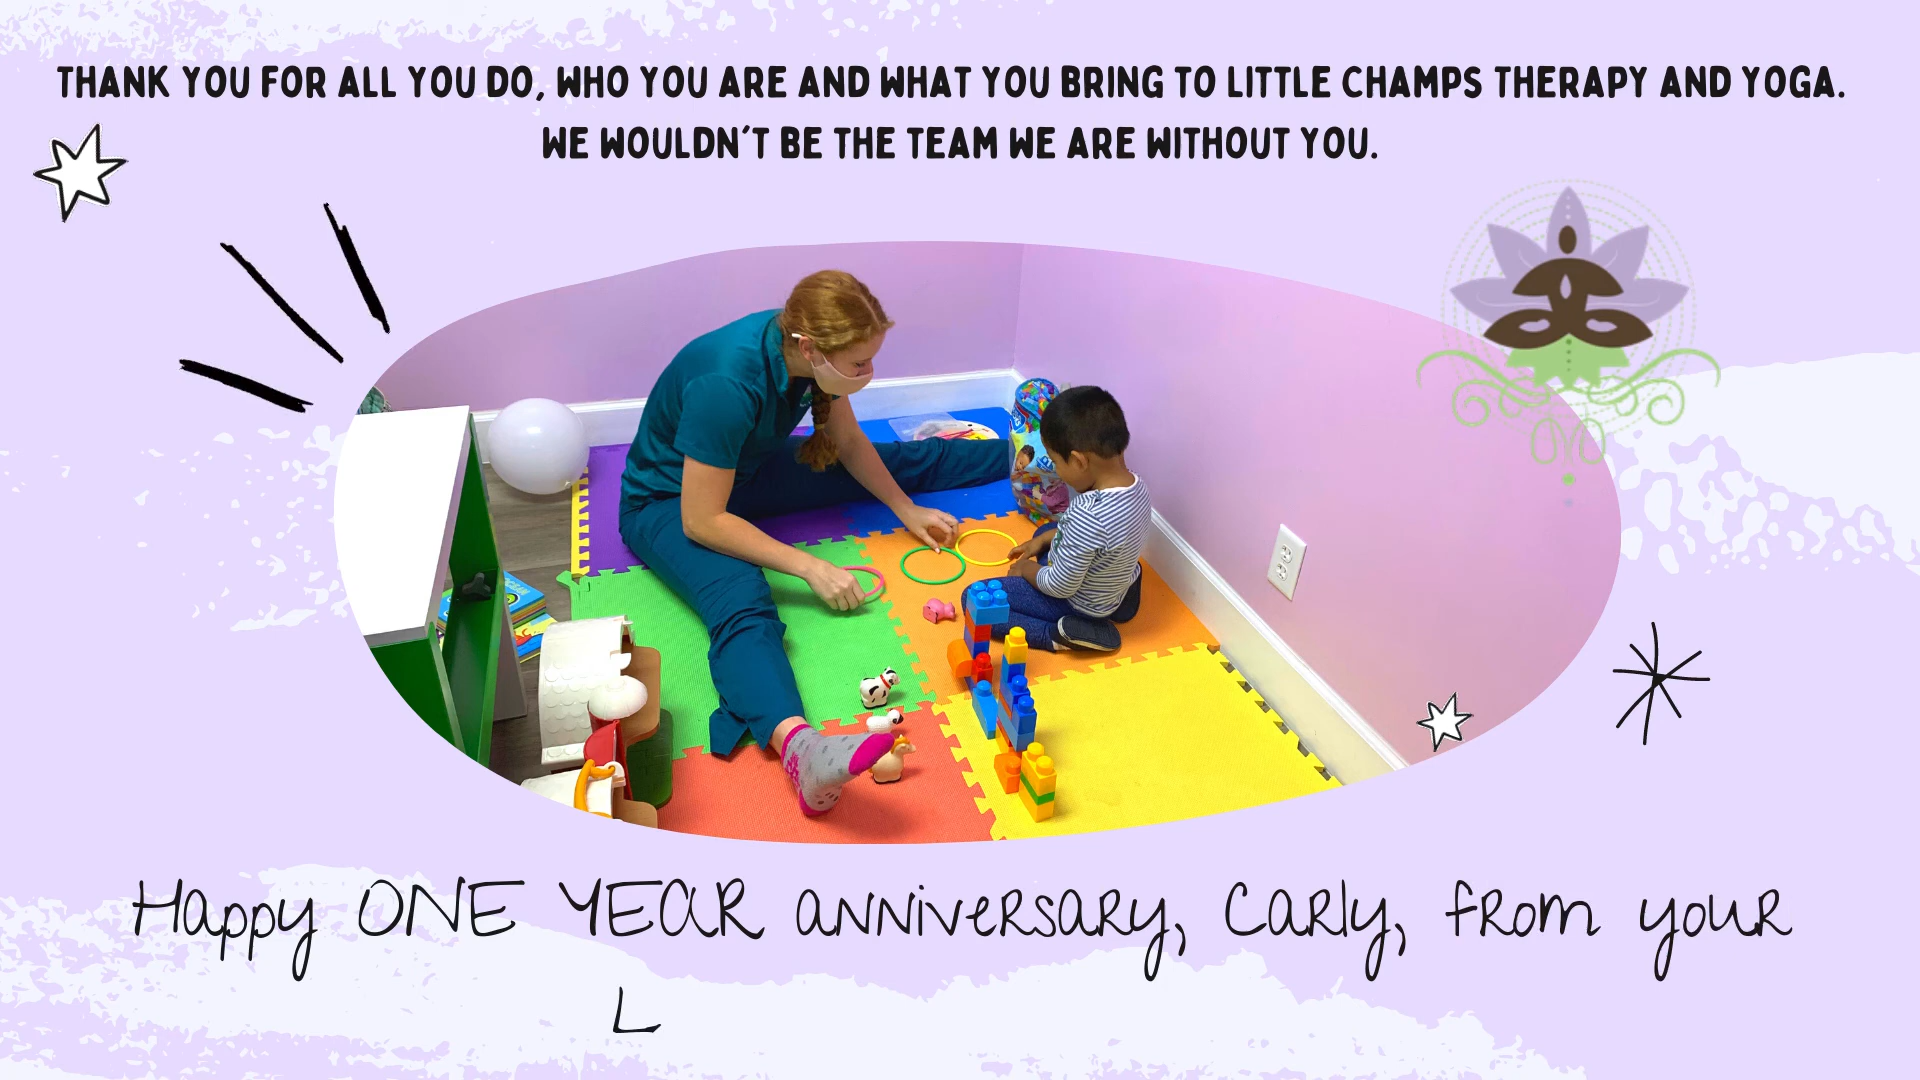 THANK YOU FOR ALL YOU DO, WHO YOU ARE AND WHAT YOU BRING TO LITTLE CHAMPS THERAPY AND YOGA.
WE WOULDN'T BE THE TEAM WE ARE WITHOUT YOU.
Happy ONE YEAR anniversary, Carly, from your
L